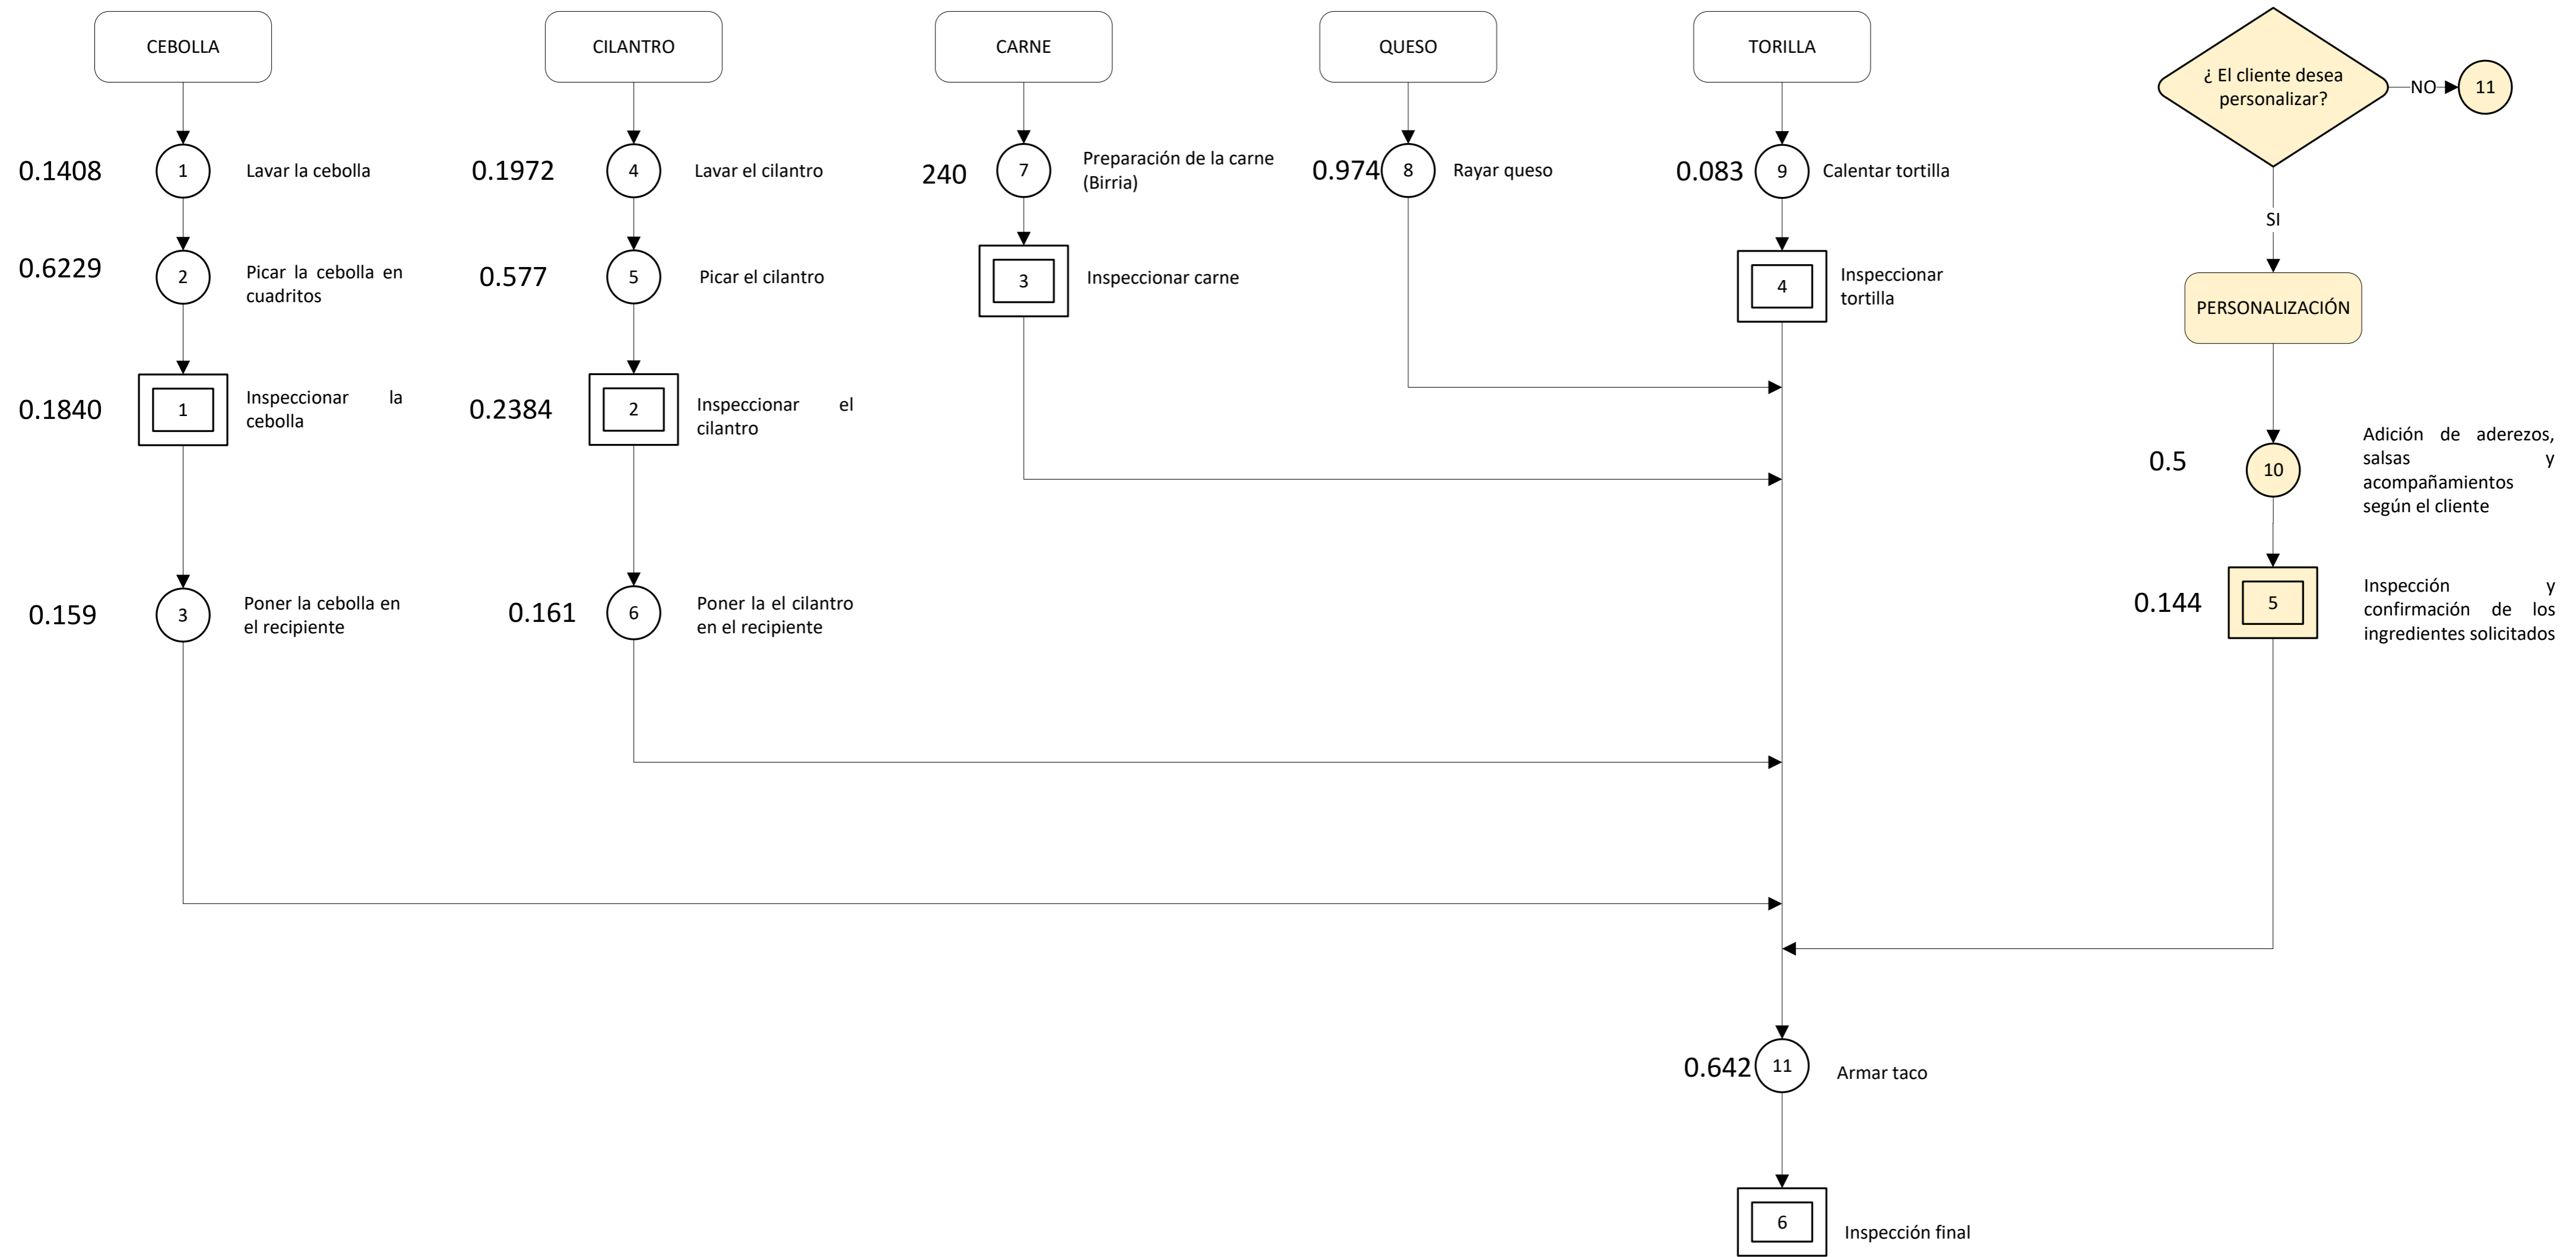 CEBOLLA
0.1408
1
Lavar la cebolla
0.6229
2
Picar la cebolla en
cuadritos
0.1840
1
Inspeccionar la
cebolla
0.159
3
Poner la cebolla en
el recipiente
CILANTRO
0.1972
4
Lavar el cilantro
0.577
5
Picar el cilantro
0.2384
2
Inspeccionar el
cilantro
0.161
6
Poner la el cilantro
en el recipiente
CARNE
240
7
Preparación de la carne
(Birria)
3
Inspeccionar carne
QUESO
0.974
8
Rayar queso
TORILLA
0.083
9
Calentar tortilla
4
Inspeccionar
tortilla
0.642
11
Armar taco
6
Inspección final
¿ El cliente desea
personalizar?
NO
11
SI
PERSONALIZACIÓN
0.5
10
Adición de aderezos,
salsas y
acompañamientos
según el cliente
0.144
5
Inspección y
confirmación de los
ingredientes solicitados